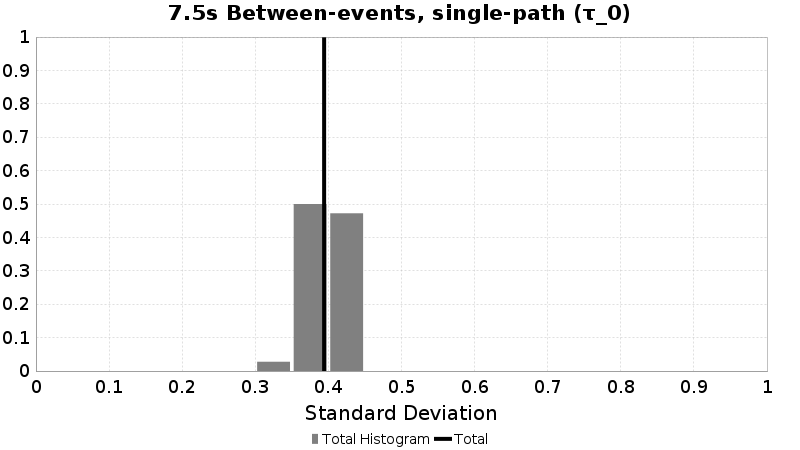 7.5s Between-events, single-path (τ_0)
1
0.9
0.8
0.7
0.6
0.5
0.4
0.3
0.2
0.1
0
0 0.1 0.2 0.3 0.4 0.5 0.6 0.7 0.8 0.9 1
Standard Deviation
Total Histogram Total